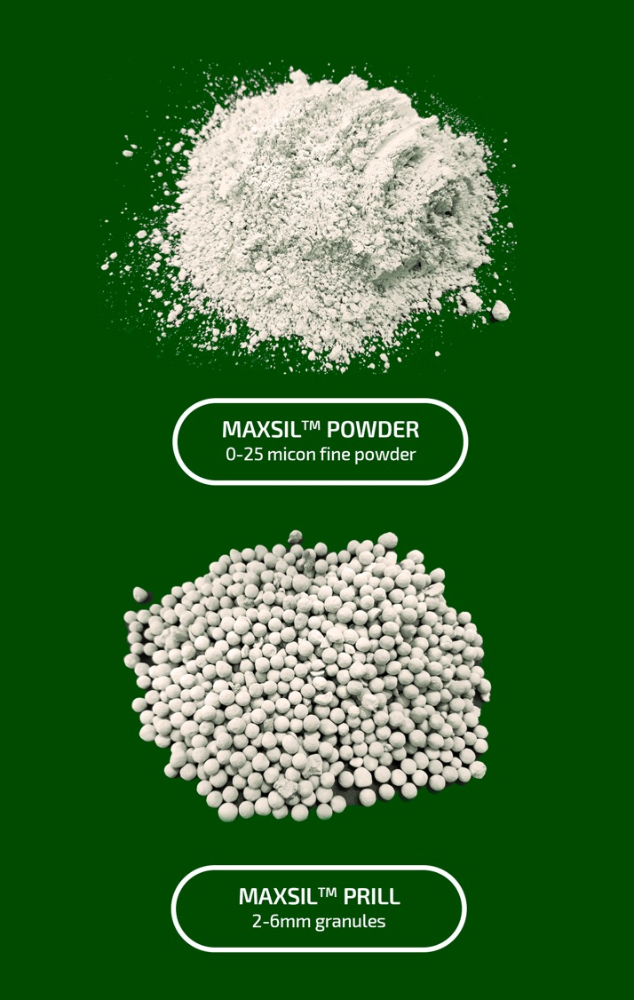 MAXSIL™ POWDER
0-25 micon fine powder
MAXSIL™ PRILL
2-6mm granules